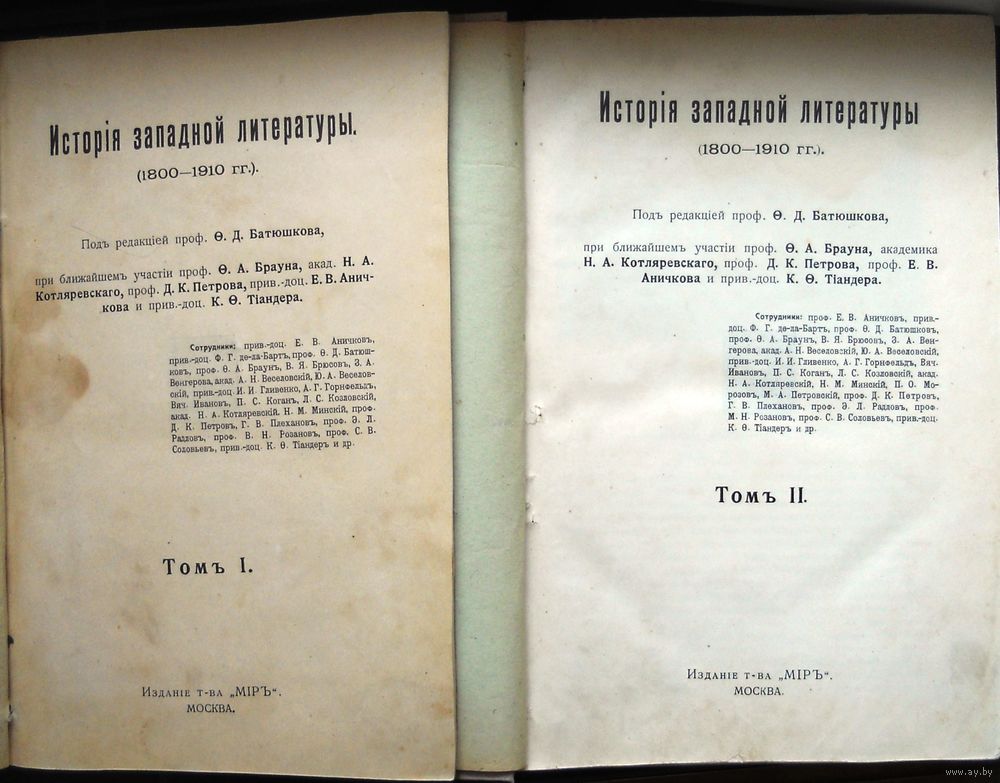 Исторія западной литературы.
(1800—1910 гг.).
Подъ редакціей проф. Ѳ. Д. Батюшкова,
при ближайшемъ участіи проф. Ѳ. А. Брауна, акад. Н. А.
Котляревскаго, проф. Д. К. Петрова, прив.-доц. Е. В. Анич-
кова и прив.-доц. К. Ѳ. Тіандера.
Сотрудники: прив.-доц. Е. В. Аничковъ,
прив.-доц. Ф. Г. де-ла-Бартъ, проф. Ѳ. Д. Батюш-
ковъ, проф. Ѳ. А. Браунъ, В. Я. Брюсовъ, З. А.
Венгерова, акад. А. Н. Веселовскій, Ю. А. Веселов-
скій, прив.-доц. И. И. Гливенко, А. Г. Горнфельдъ,
Вяч. Ивановъ, П. С. Коганъ, Л. С. Козловскій,
акад. Н. А. Котляревскій, Н. М. Минскій, проф.
Д. К. Петровъ, Г. В. Плехановъ, проф. Э. Л.
Радловъ, проф. В. Н. Розановъ, проф. С. В.
Соловьевъ, прив.-доц. К. Ѳ. Тіандеръ и др.
Томъ I.
Изданіе т-ва „МІРЪ“.
МОСКВА.
Исторія западной литературы
(1800—1910 гг.).
Подъ редакціей проф. Ѳ. Д. Батюшкова,
при ближайшемъ участіи проф. Ѳ. А. Брауна, академика
Н. А. Котляревскаго, проф. Д. К. Петрова, проф. Е. В.
Аничкова и прив.-доц. К. Ѳ. Тіандера.
Сотрудники: проф. Е. В. Аничковъ, прив.-
доц. Ф. Г. де-ла-Бартъ, проф. Ѳ. Д. Батюшковъ,
проф. Ѳ. А. Браунъ, В. Я. Брюсовъ, З. А. Вен-
герова, акад. А. Н. Веселовскій, Ю. А. Веселовскій,
прив.-доц. И. И. Гливенко, А. Г. Горнфельдъ, Вяч.
Ивановъ, П. С. Коганъ, Л. С. Козловскій, акад.
Н. А. Котляревскій, Н. М. Минскій, П. О. Мо-
розовъ, М. А. Петровскій, проф. Д. К. Петровъ,
Г. В. Плехановъ, проф. Э. Л. Радловъ, проф.
М. Н. Розановъ, проф. С. В. Соловьевъ, прив.-доц.
К. Ѳ. Тіандеръ и др.
Томъ II.
Изданіе т-ва „МІРЪ“.
МОСКВА.
www.ay.by